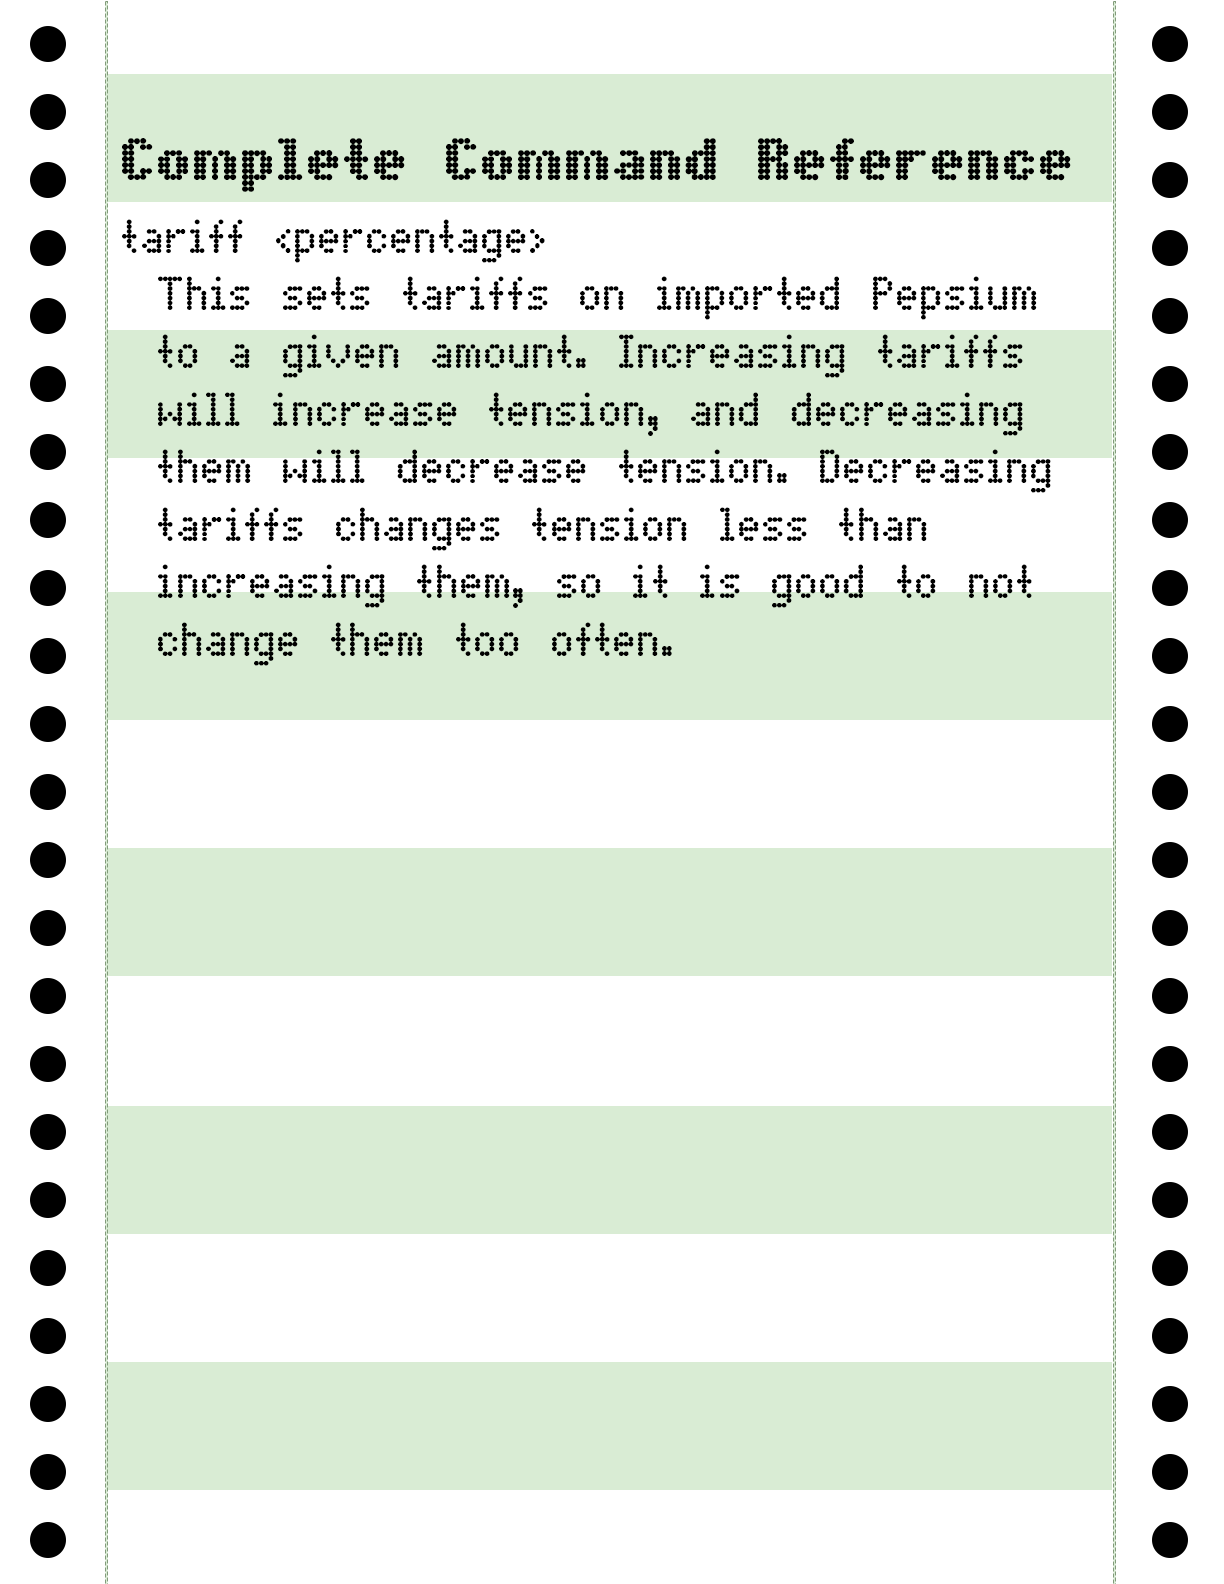 Complete Command Reference
tariff <percentage>
This sets tariffs on imported Pepsium
to a given amount. Increasing tariffs
will increase tension, and decreasing
them will decrease tension. Decreasing
tariffs changes tension less than
increasing them, so it is good to not
change them too often.